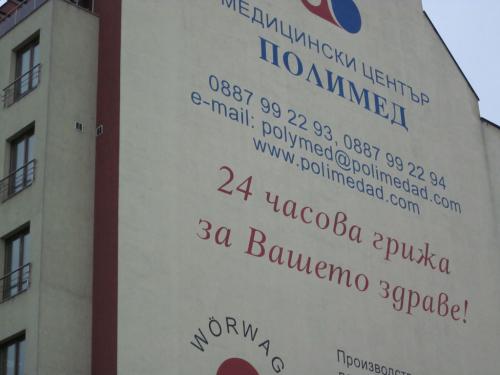 МЕДИЦИНСКИ ЦЕНТЪР
ПОЛИМЕД
0887 99 22 93, 0887 99 22 94
e-mail: polymed@polimedad.com
www.polimedad.com
24 часова грижа
за Вашето здраве!
WÖRWAG